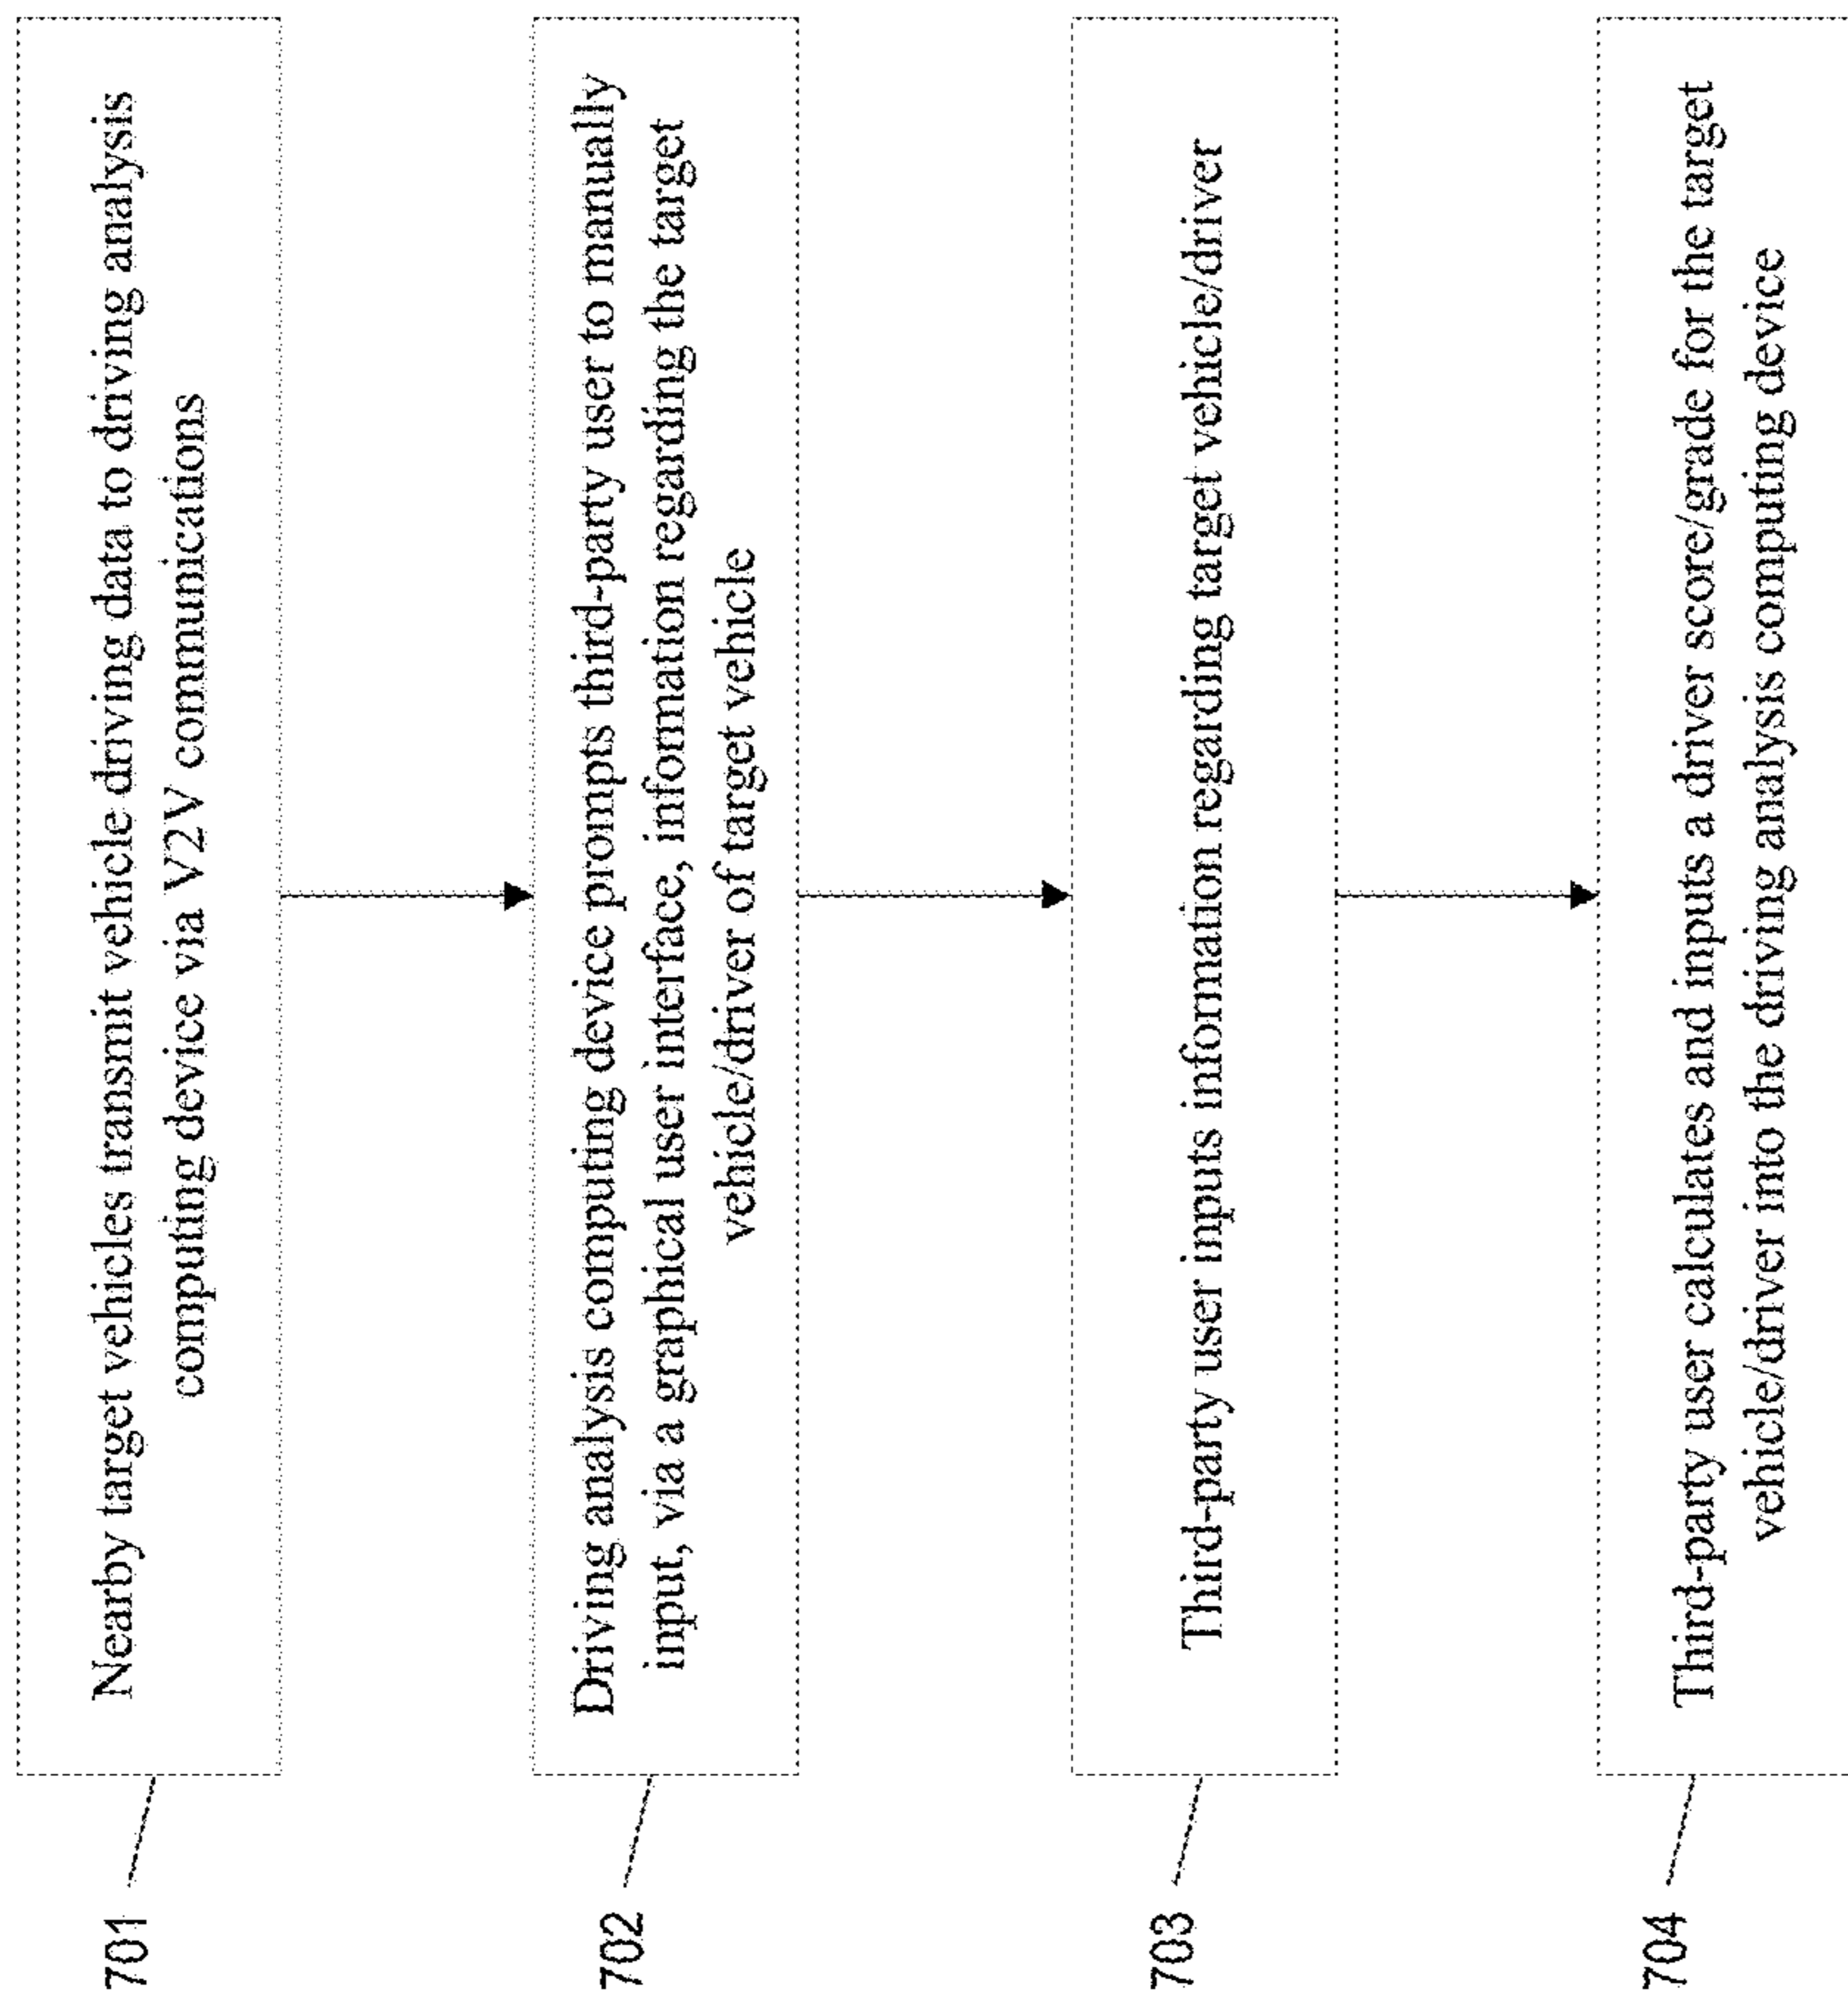 701
Nearby target vehicles transmit vehicle driving data to driving analysis
computing device via V2V communications
702
Driving analysis computing device prompts third-party user to manually
input, via a graphical user interface, information regarding the target
vehicle/driver of target vehicle
703
Third-party user inputs information regarding target vehicle/driver
704
Third-party user calculates and inputs a driver score/grade for the target
vehicle/driver into the driving analysis computing device